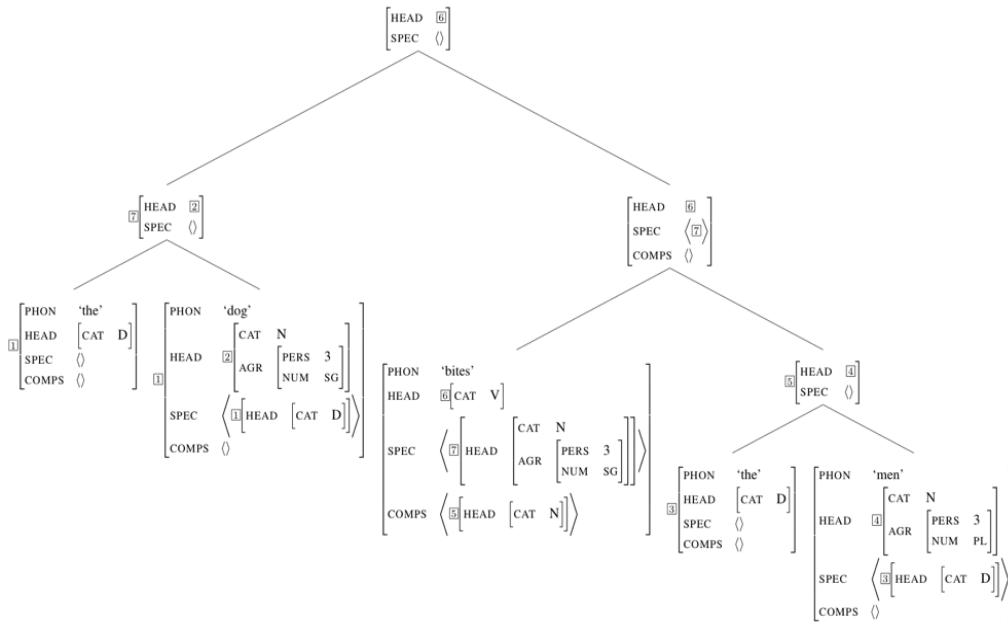 HEAD 6
SPEC ⟨⟩
7
HEAD 2
SPEC ⟨⟩
HEAD 6
SPEC ⟨7⟩
COMPS ⟨⟩
1
PHON ‘the’
HEAD [CAT D]
SPEC ⟨⟩
COMPS ⟨⟩
1
PHON ‘dog’
HEAD 2
CAT N
AGR
PERS 3
NUM SG
SPEC ⟨1[HEAD [CAT D]]⟩
COMPS ⟨⟩
PHON ‘bites’
HEAD 6[CAT V]
SPEC ⟨7[HEAD
CAT N
AGR
PERS 3
NUM SG
]⟩
COMPS ⟨5[HEAD [CAT N]]⟩
5
HEAD 4
SPEC ⟨⟩
3
PHON ‘the’
HEAD [CAT D]
SPEC ⟨⟩
COMPS ⟨⟩
PHON ‘men’
HEAD 4
CAT N
AGR
PERS 3
NUM PL
SPEC ⟨3[HEAD [CAT D]]⟩
COMPS ⟨⟩